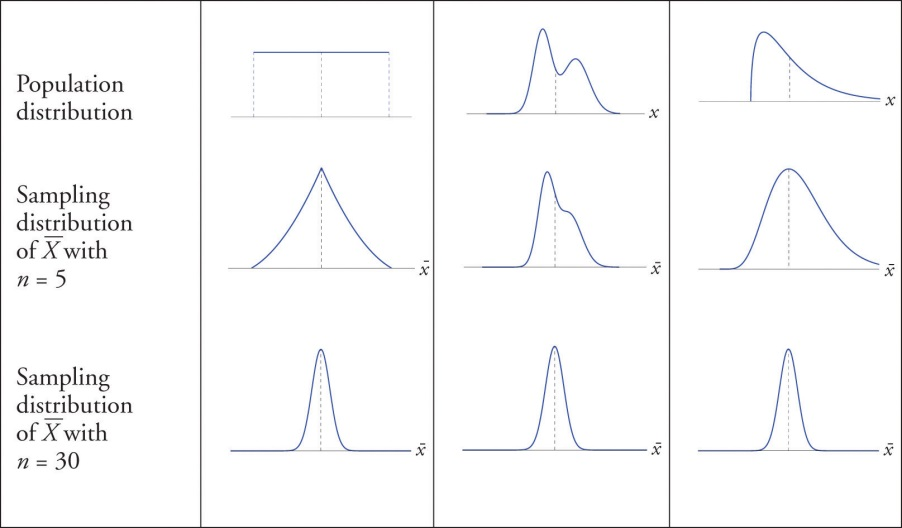 Population
distribution
x
x
Sampling
distribution
of X̅ with
n = 5
x̄
x̄
x̄
Sampling
distribution
of X̅ with
n = 30
x̄
x̄
x̄